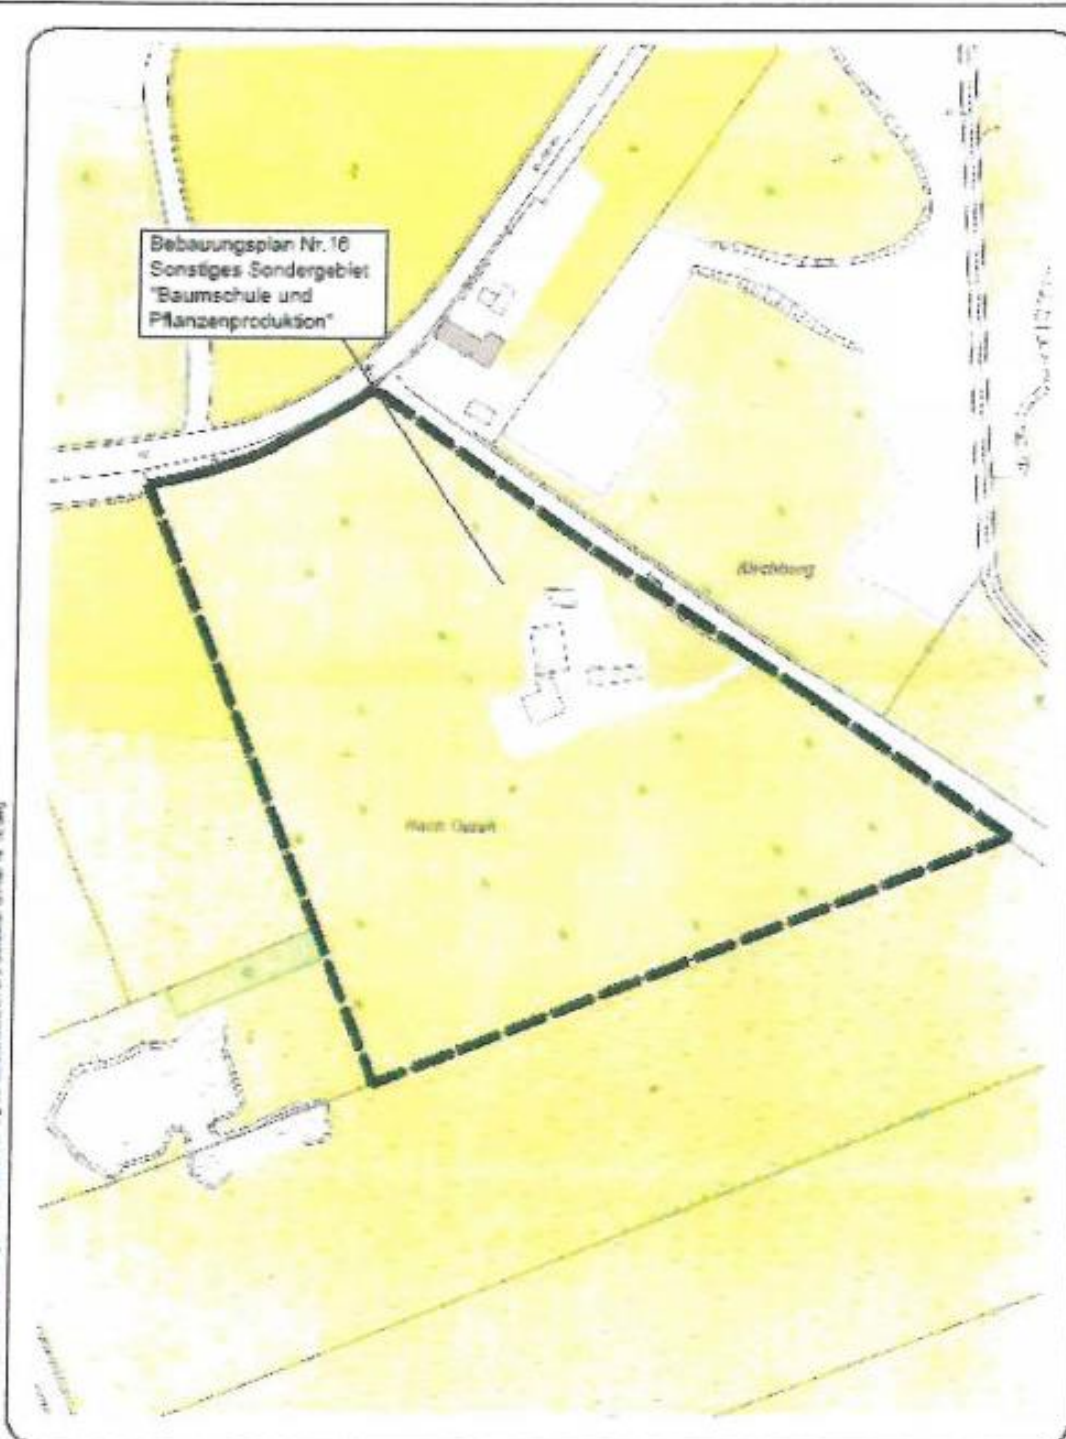 Bebauungsplan Nr.16
Sonstiges Sondergebiet
"Baumschule und
Pflanzenproduktion"
Kirchberg